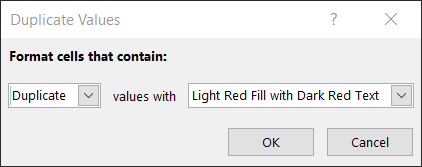 Duplicate Values ?
Format cells that contain:
Duplicate values with Light Red Fill with Dark Red Text
OK Cancel